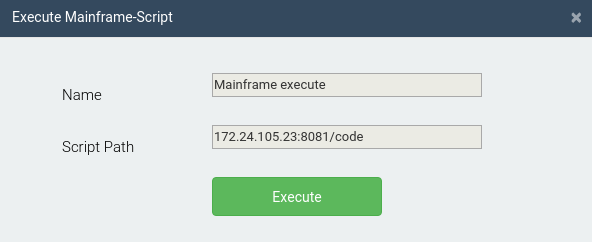 Execute Mainframe-Script ×
Name
Mainframe execute
Script Path
172.24.105.23:8081/code
Execute